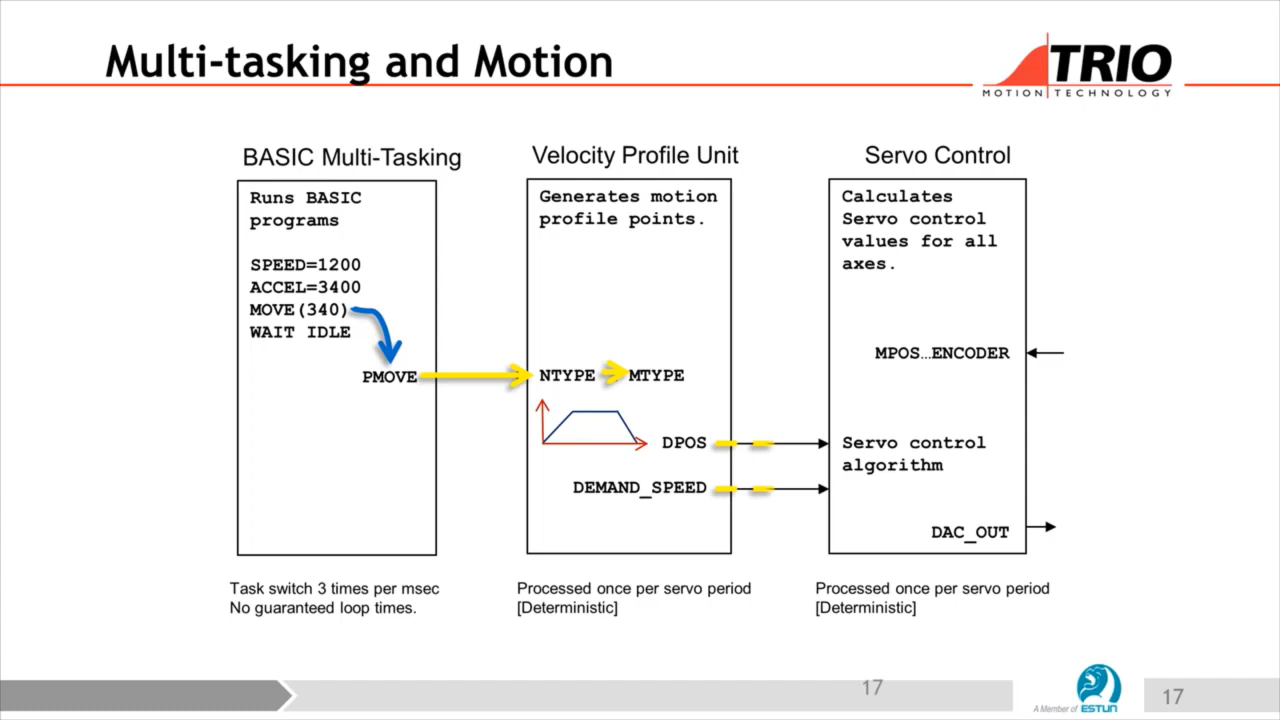 Multi-tasking and Motion
TRIO
MOTION TECHNOLOGY
BASIC Multi-Tasking
Runs BASIC
programs
SPEED=1200
ACCEL=3400
MOVE(340)
WAIT IDLE
PMOVE
Task switch 3 times per msec
No guaranteed loop times.
Velocity Profile Unit
Generates motion
profile points.
NTYPE
MTYPE
DPOS
DEMAND_SPEED
Processed once per servo period
[Deterministic]
Servo Control
Calculates
Servo control
values for all
axes.
MPOS…ENCODER
Servo control
algorithm
DAC_OUT
Processed once per servo period
[Deterministic]
17
A Member of ESTUN
17